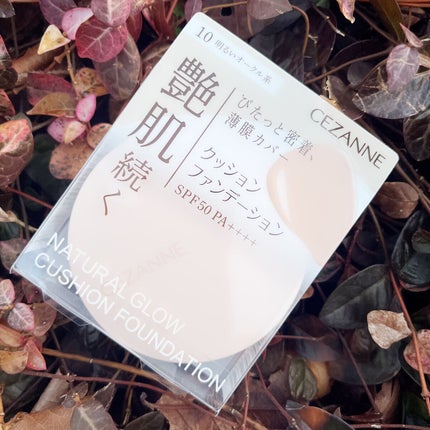 10 明るいオークル系
CEZANNE
ぴたっと密着、
薄膜カバー
艶肌続く
クッション
ファンデーション
SPF50 PA++++
CEZANNE
NATURAL GLOW
CUSHION FOUNDATION